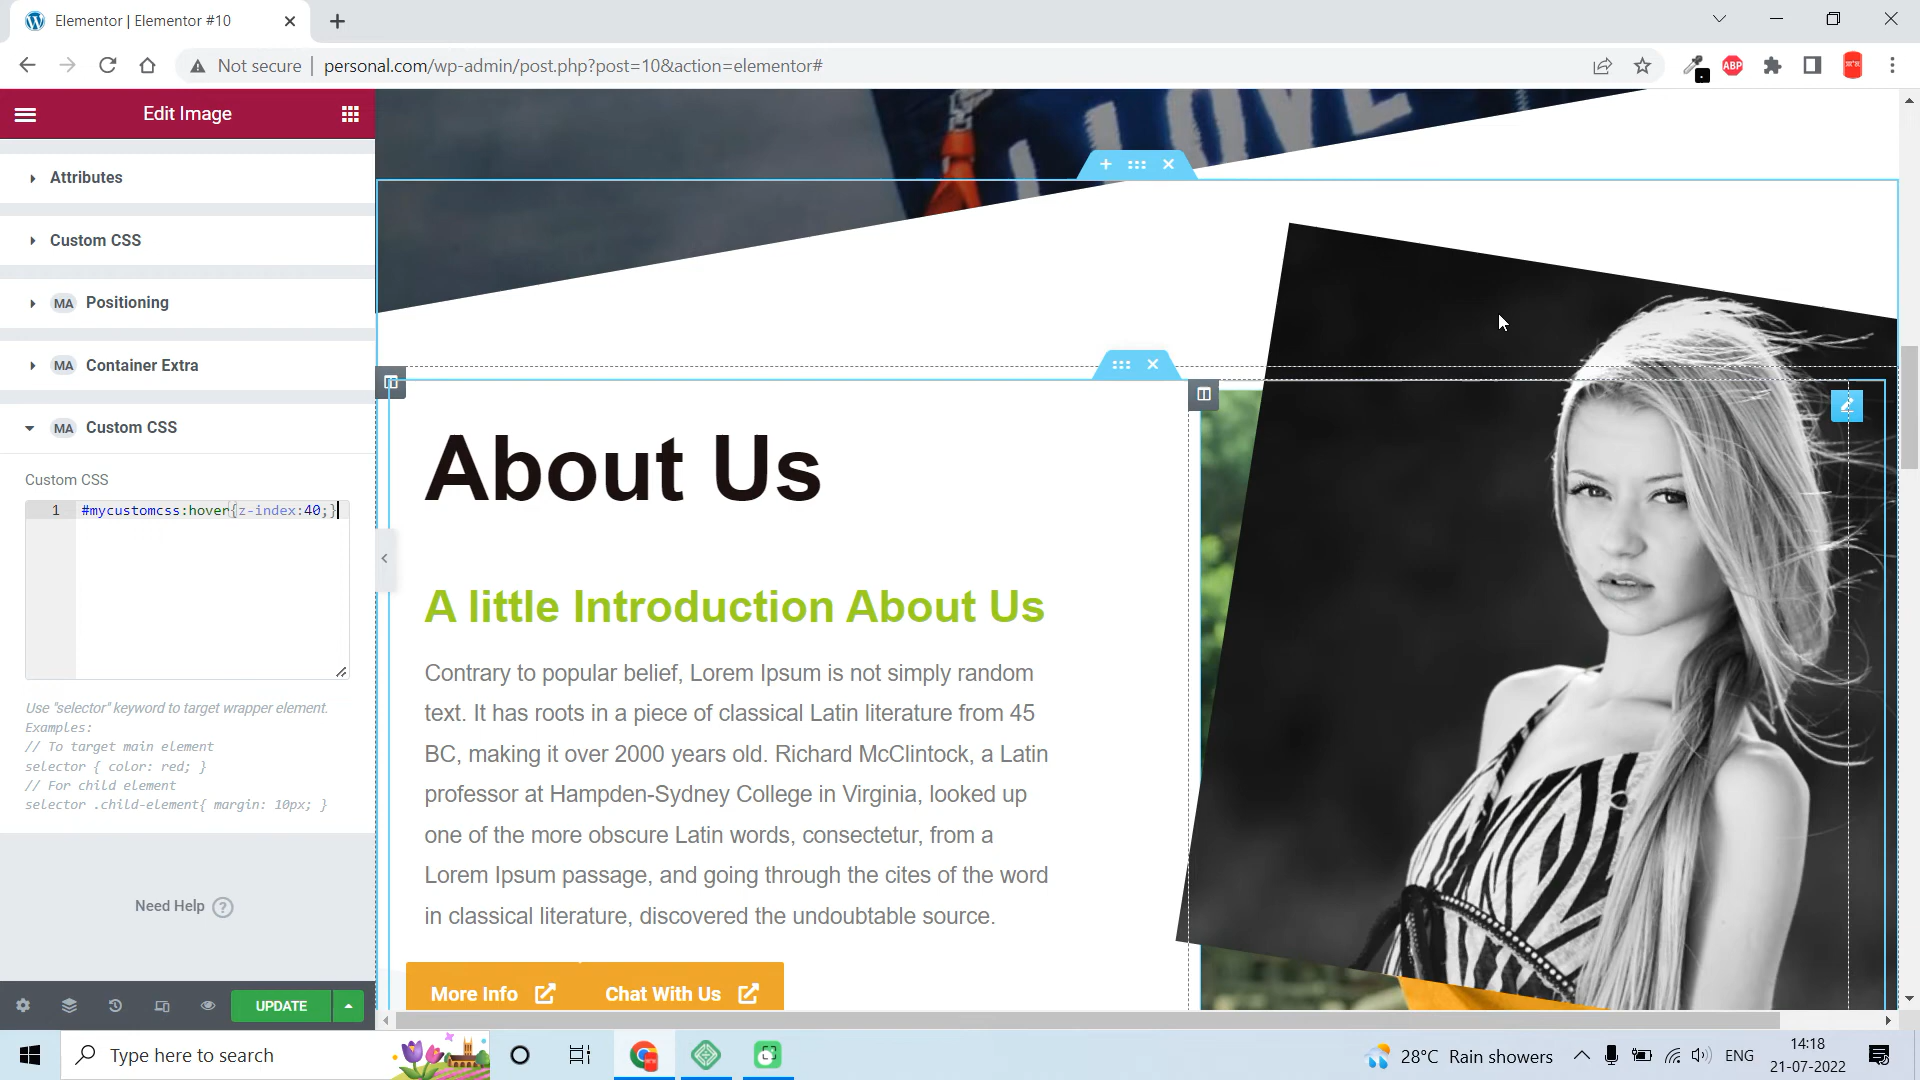 Elementor | Elementor #10
Not secure | personal.com/wp-admin/post.php?post=10&action=elementor#
ABP
Edit Image
Attributes
Custom CSS
MA Positioning
MA Container Extra
MA Custom CSS
Custom CSS
1 #mycustomcss:hover{z-index:40;}
Use "selector" keyword to target wrapper element.
Examples:
// To target main element
selector { color: red; }
// For child element
selector .child-element{ margin: 10px; }
Need Help ?
UPDATE
LOVE
About Us
A little Introduction About Us
Contrary to popular belief, Lorem Ipsum is not simply random
text. It has roots in a piece of classical Latin literature from 45
BC, making it over 2000 years old. Richard McClintock, a Latin
professor at Hampden-Sydney College in Virginia, looked up
one of the more obscure Latin words, consectetur, from a
Lorem Ipsum passage, and going through the cites of the word
in classical literature, discovered the undoubtable source.
More Info
Chat With Us
Type here to search
28°C Rain showers
ENG
14:18
21-07-2022